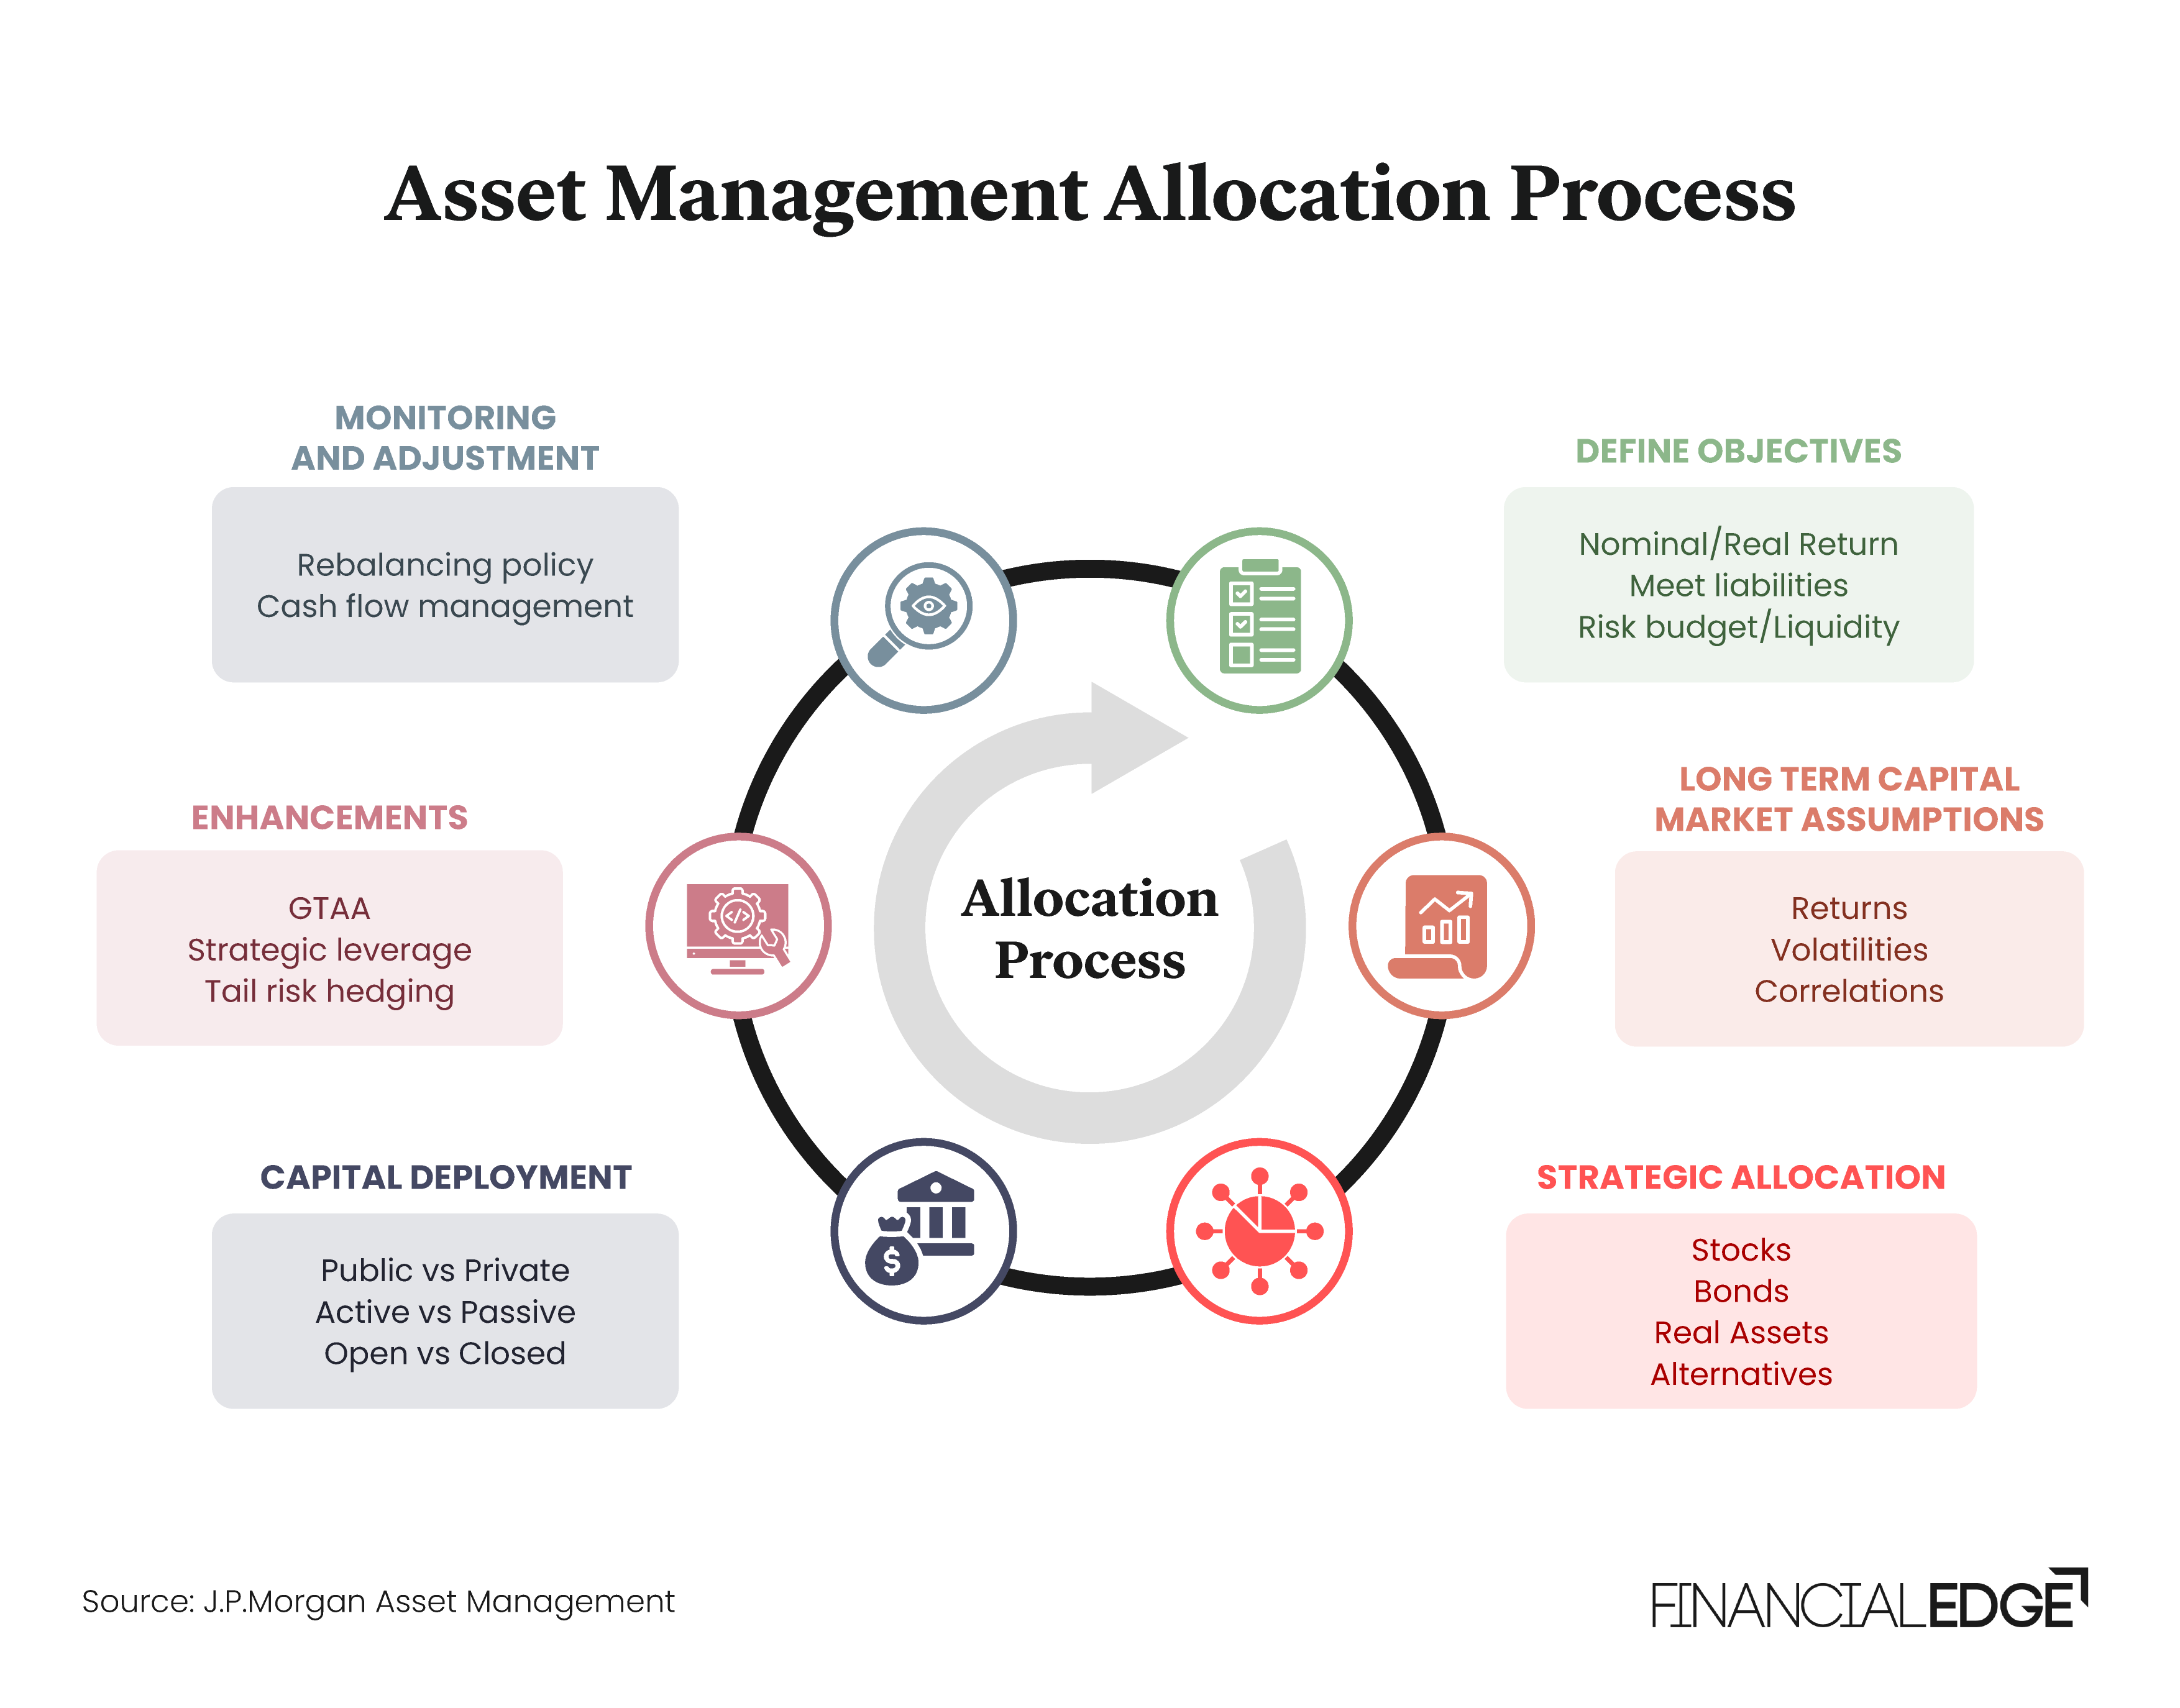 Asset Management Allocation Process
MONITORING
AND ADJUSTMENT
Rebalancing policy
Cash flow management
DEFINE OBJECTIVES
Nominal/Real Return
Meet liabilities
Risk budget/Liquidity
ENHANCEMENTS
GTAA
Strategic leverage
Tail risk hedging
</>
Allocation
Process
LONG TERM CAPITAL
MARKET ASSUMPTIONS
Returns
Volatilities
Correlations
CAPITAL DEPLOYMENT
Public vs Private
Active vs Passive
Open vs Closed
$
STRATEGIC ALLOCATION
Stocks
Bonds
Real Assets
Alternatives
Source: J.P.Morgan Asset Management
FINANCIALEDGE